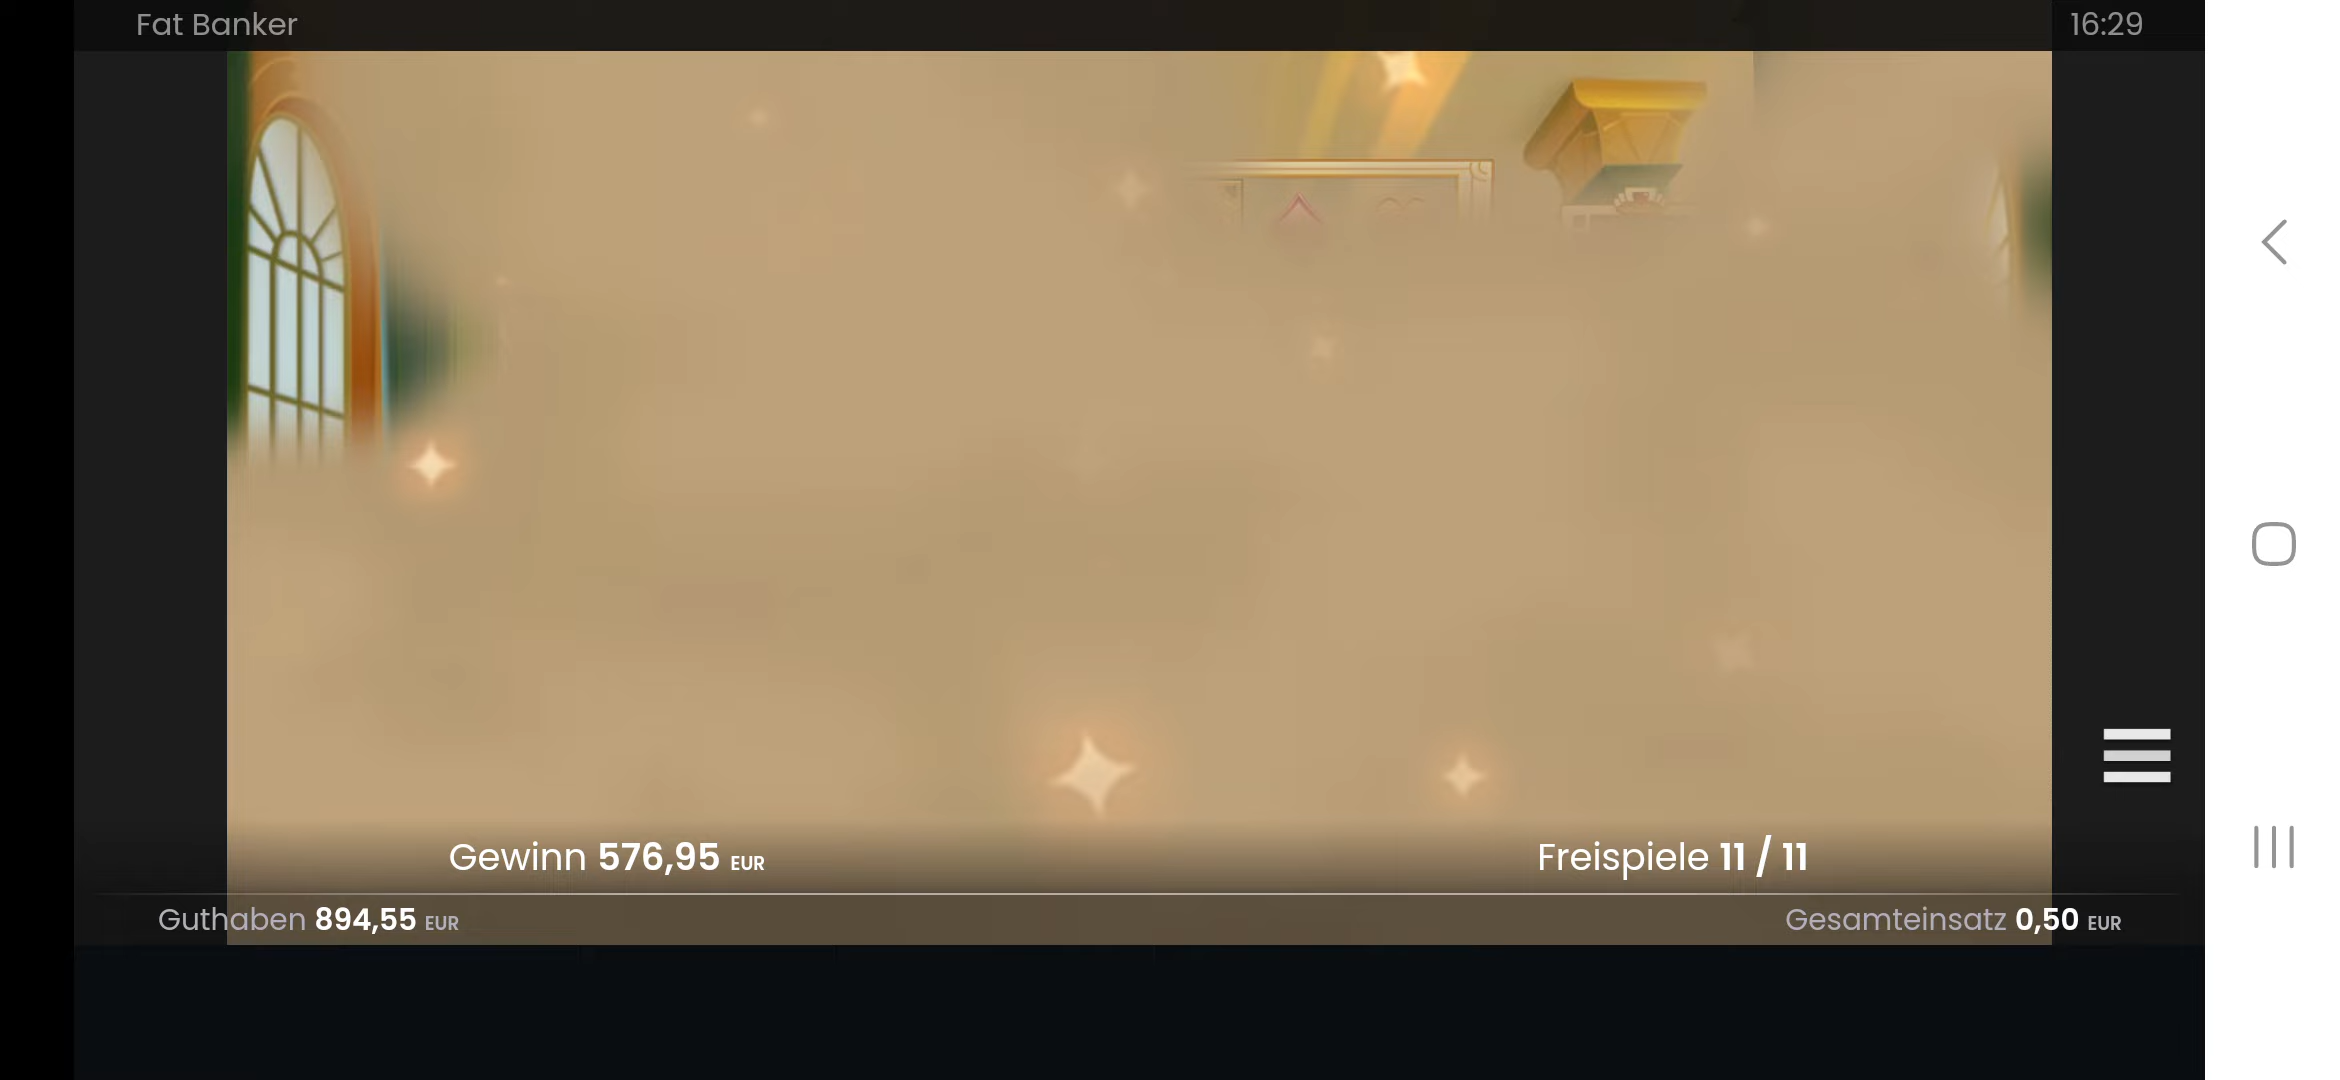 Fat Banker
16:29
Gewinn 576,95 EUR
Freispiele 11 / 11
Guthaben 894,55 EUR
Gesamteinsatz 0,50 EUR